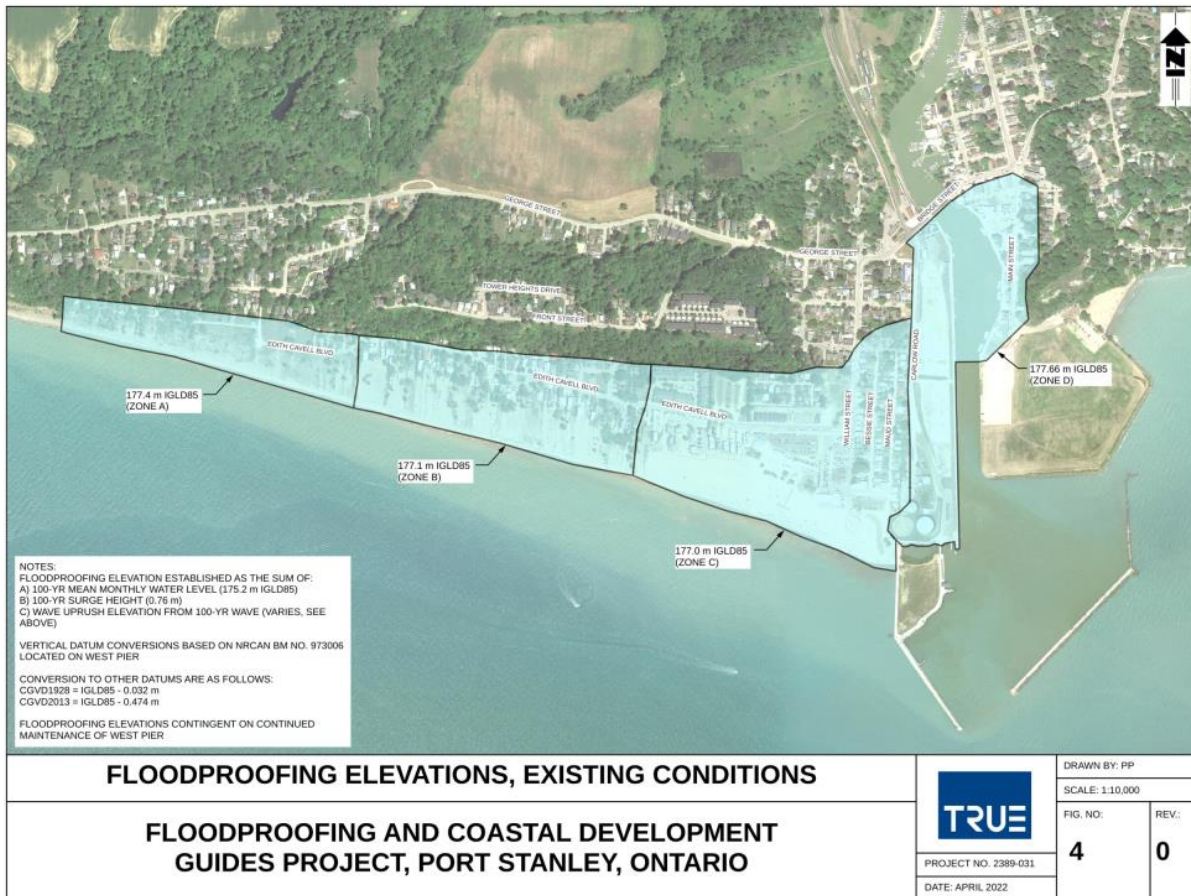 N
BRIDGE STREET
GEORGE STREET
GEORGE STREET
MAIN STREET
TOWER HEIGHTS DRIVE
FRONT STREET
CARLOW ROAD
EDITH CAVELL BLVD
EDITH CAVELL BLVD
EDITH CAVELL BLVD
WILLIAM STREET
BESSIE STREET
MAUD STREET
177.4 m IGLD85
(ZONE A)
177.1 m IGLD85
(ZONE B)
177.0 m IGLD85
(ZONE C)
177.66 m IGLD85
(ZONE D)
NOTES:
FLOODPROOFING ELEVATION ESTABLISHED AS THE SUM OF:
A) 100-YR MEAN MONTHLY WATER LEVEL (175.2 m IGLD85)
B) 100-YR SURGE HEIGHT (0.76 m)
C) WAVE UPRUSH ELEVATION FROM 100-YR WAVE (VARIES, SEE
ABOVE)
VERTICAL DATUM CONVERSIONS BASED ON NRCAN BM NO. 973006
LOCATED ON WEST PIER
CONVERSION TO OTHER DATUMS ARE AS FOLLOWS:
CGVD1928 = IGLD85 - 0.032 m
CGVD2013 = IGLD85 - 0.474 m
FLOODPROOFING ELEVATIONS CONTINGENT ON CONTINUED
MAINTENANCE OF WEST PIER
FLOODPROOFING ELEVATIONS, EXISTING CONDITIONS
FLOODPROOFING AND COASTAL DEVELOPMENT
GUIDES PROJECT, PORT STANLEY, ONTARIO
TRUE
PROJECT NO. 2389-031
DATE: APRIL 2022
DRAWN BY: PP
SCALE: 1:10,000
FIG. NO:
4
REV.:
0